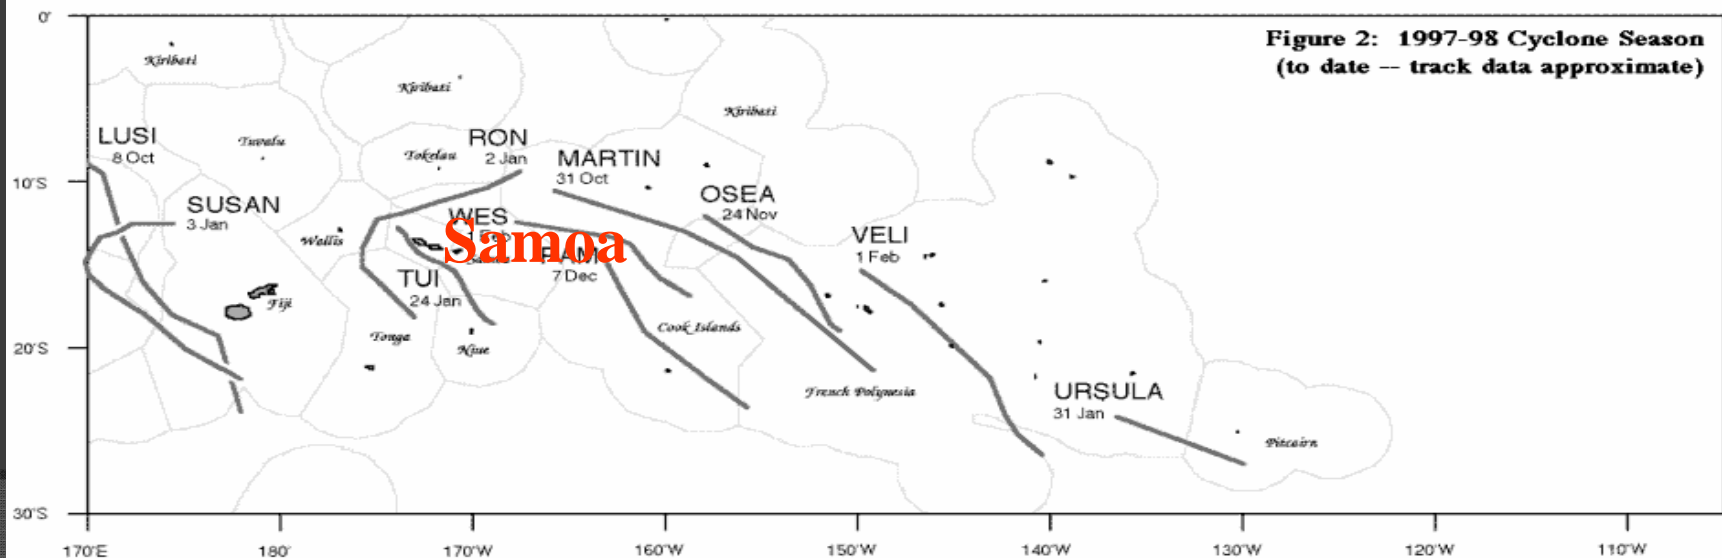 0°
Figure 2: 1997-98 Cyclone Season
(to date -- track data approximate)
Kiribati
Kiribati
Kiribati
LUSI
8 Oct
Tuvalu
Tokelau
RON
2 Jan
MARTIN
31 Oct
10°S
SUSAN
3 Jan
OSEA
24 Nov
WES
1 Feb
Samoa
Wallis
VELI
1 Feb
PAM
7 Dec
TUI
24 Jan
Fiji
Tonga
Niue
Cook Islands
20°S
French Polynesia
URSULA
31 Jan
Pitcairn
30°S
170°E
180°
170°W
160°W
150°W
140°W
130°W
120°W
110°W